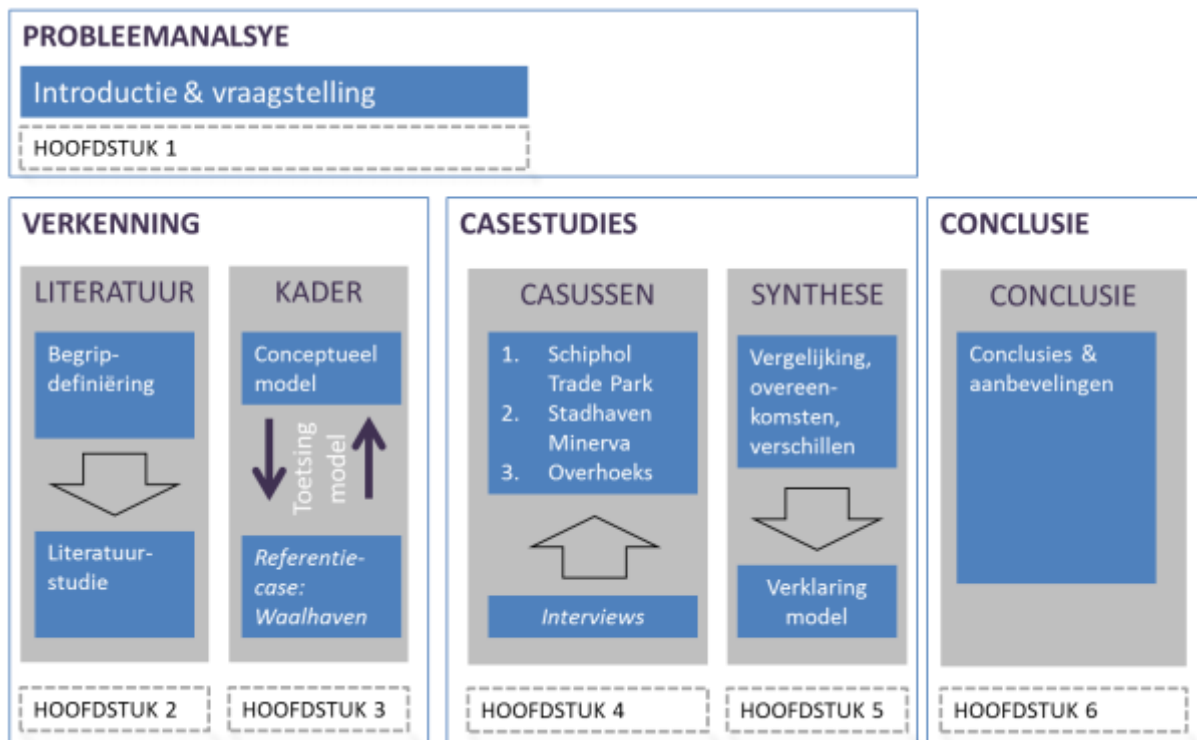 PROBLEEMANALSYE
Introductie & vraagstelling
HOOFDSTUK 1
VERKENNING
LITERATUUR
Begrip-
definiëring
Literatuur-
studie
HOOFDSTUK 2
KADER
Conceptueel
model
Toetsing
model
Referentie-
case:
Waalhaven
HOOFDSTUK 3
CASESTUDIES
CASUSSEN
1. Schiphol
Trade Park
2. Stadhaven
Minerva
3. Overhoeks
Interviews
HOOFDSTUK 4
SYNTHESE
Vergelijking,
overeen-
komsten,
verschillen
Verklaring
model
HOOFDSTUK 5
CONCLUSIE
CONCLUSIE
Conclusies &
aanbevelingen
HOOFDSTUK 6